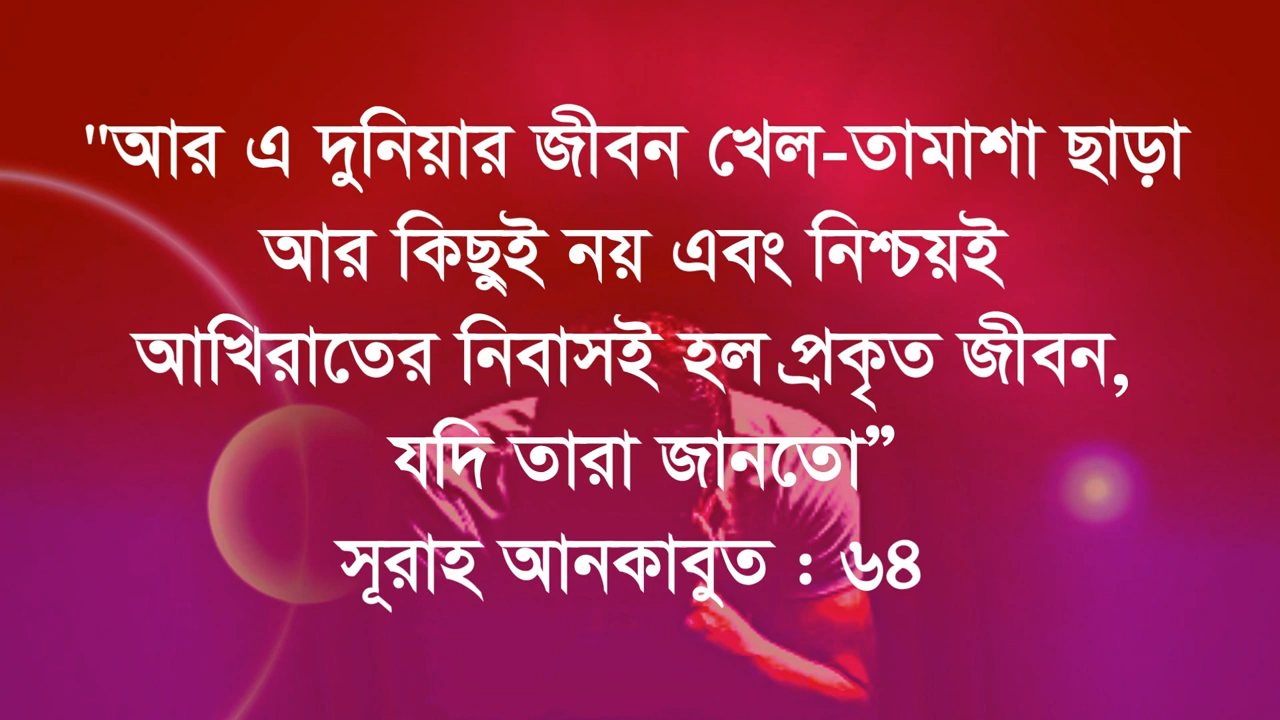 "আর এ দুনিয়ার জীবন খেল-তামাশা ছাড়া
আর কিছুই নয় এবং নিশ্চয়ই
আখিরাতের নিবাসই হল প্রকৃত জীবন,
যদি তারা জানতো”
সূরাহ আনকাবুত : ৬৪